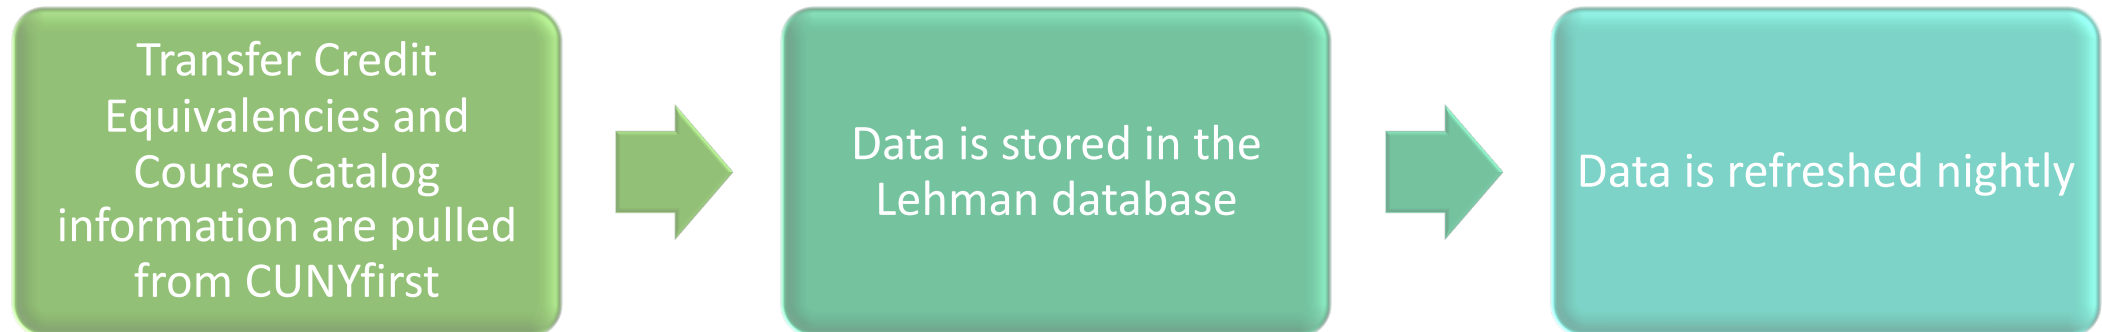 Transfer Credit
Equivalencies and
Course Catalog
information are pulled
from CUNYfirst
Data is stored in the
Lehman database
Data is refreshed nightly